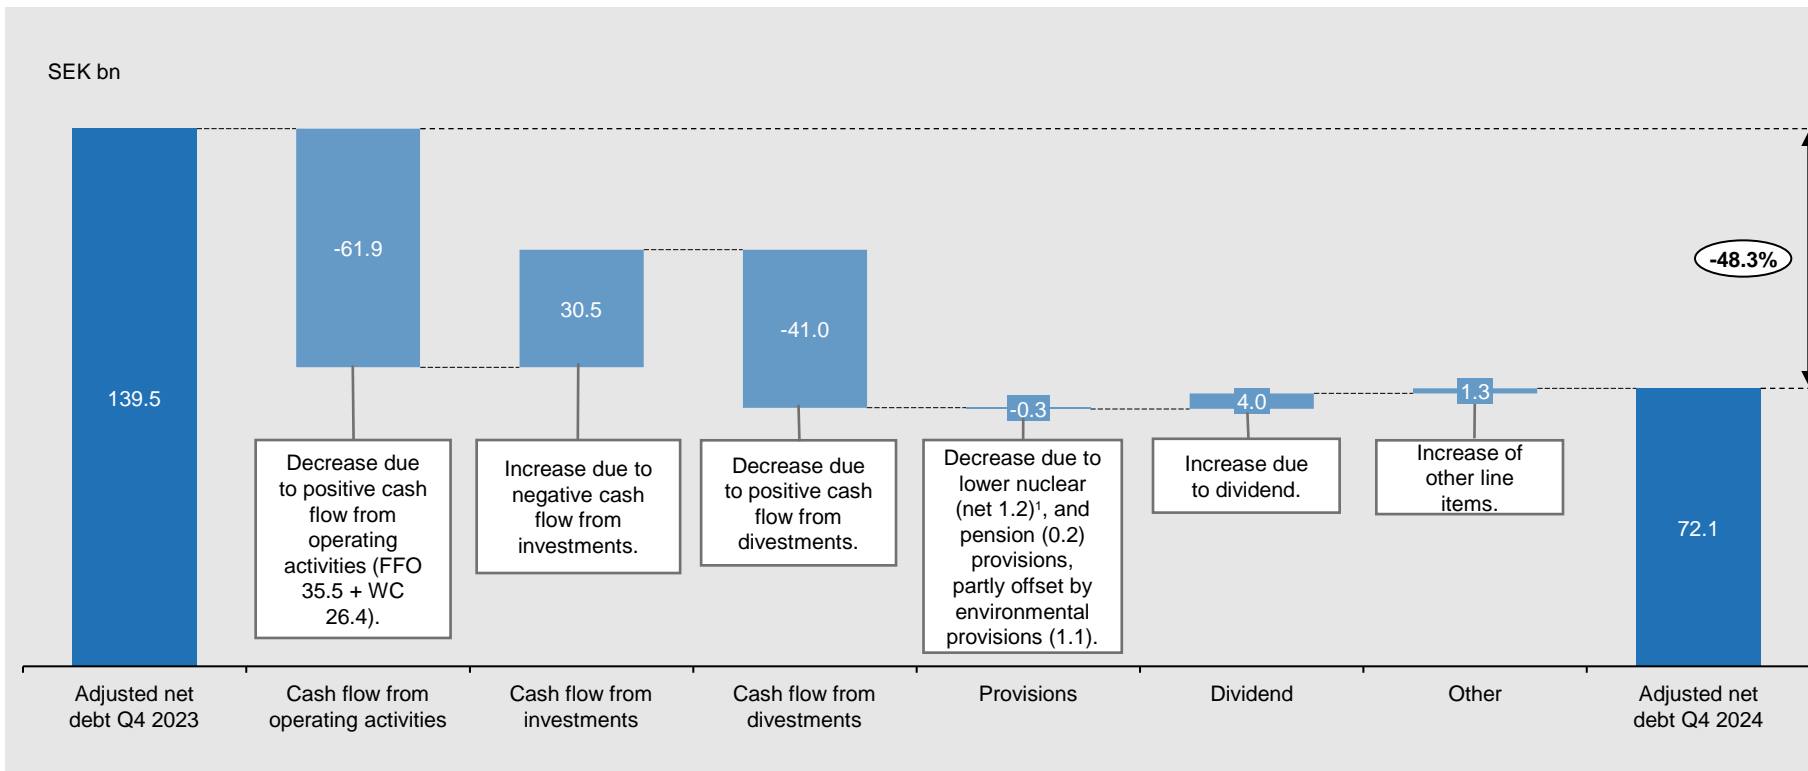 SEK bn
139.5
-61.9
30.5
-41.0
-0.3
4.0
1.3
72.1
-48.3%
Decrease due
to positive cash
flow from
operating
activities (FFO
35.5 + WC
26.4).
Increase due to
negative cash
flow from
investments.
Decrease due
to positive cash
flow from
divestments.
Decrease due to
lower nuclear
(net 1.2)¹, and
pension (0.2)
provisions,
partly offset by
environmental
provisions (1.1).
Increase due
to dividend.
Increase of
other line
items.
Adjusted net
debt Q4 2023
Cash flow from
operating activities
Cash flow from
investments
Cash flow from
divestments
Provisions
Dividend
Other
Adjusted net
debt Q4 2024